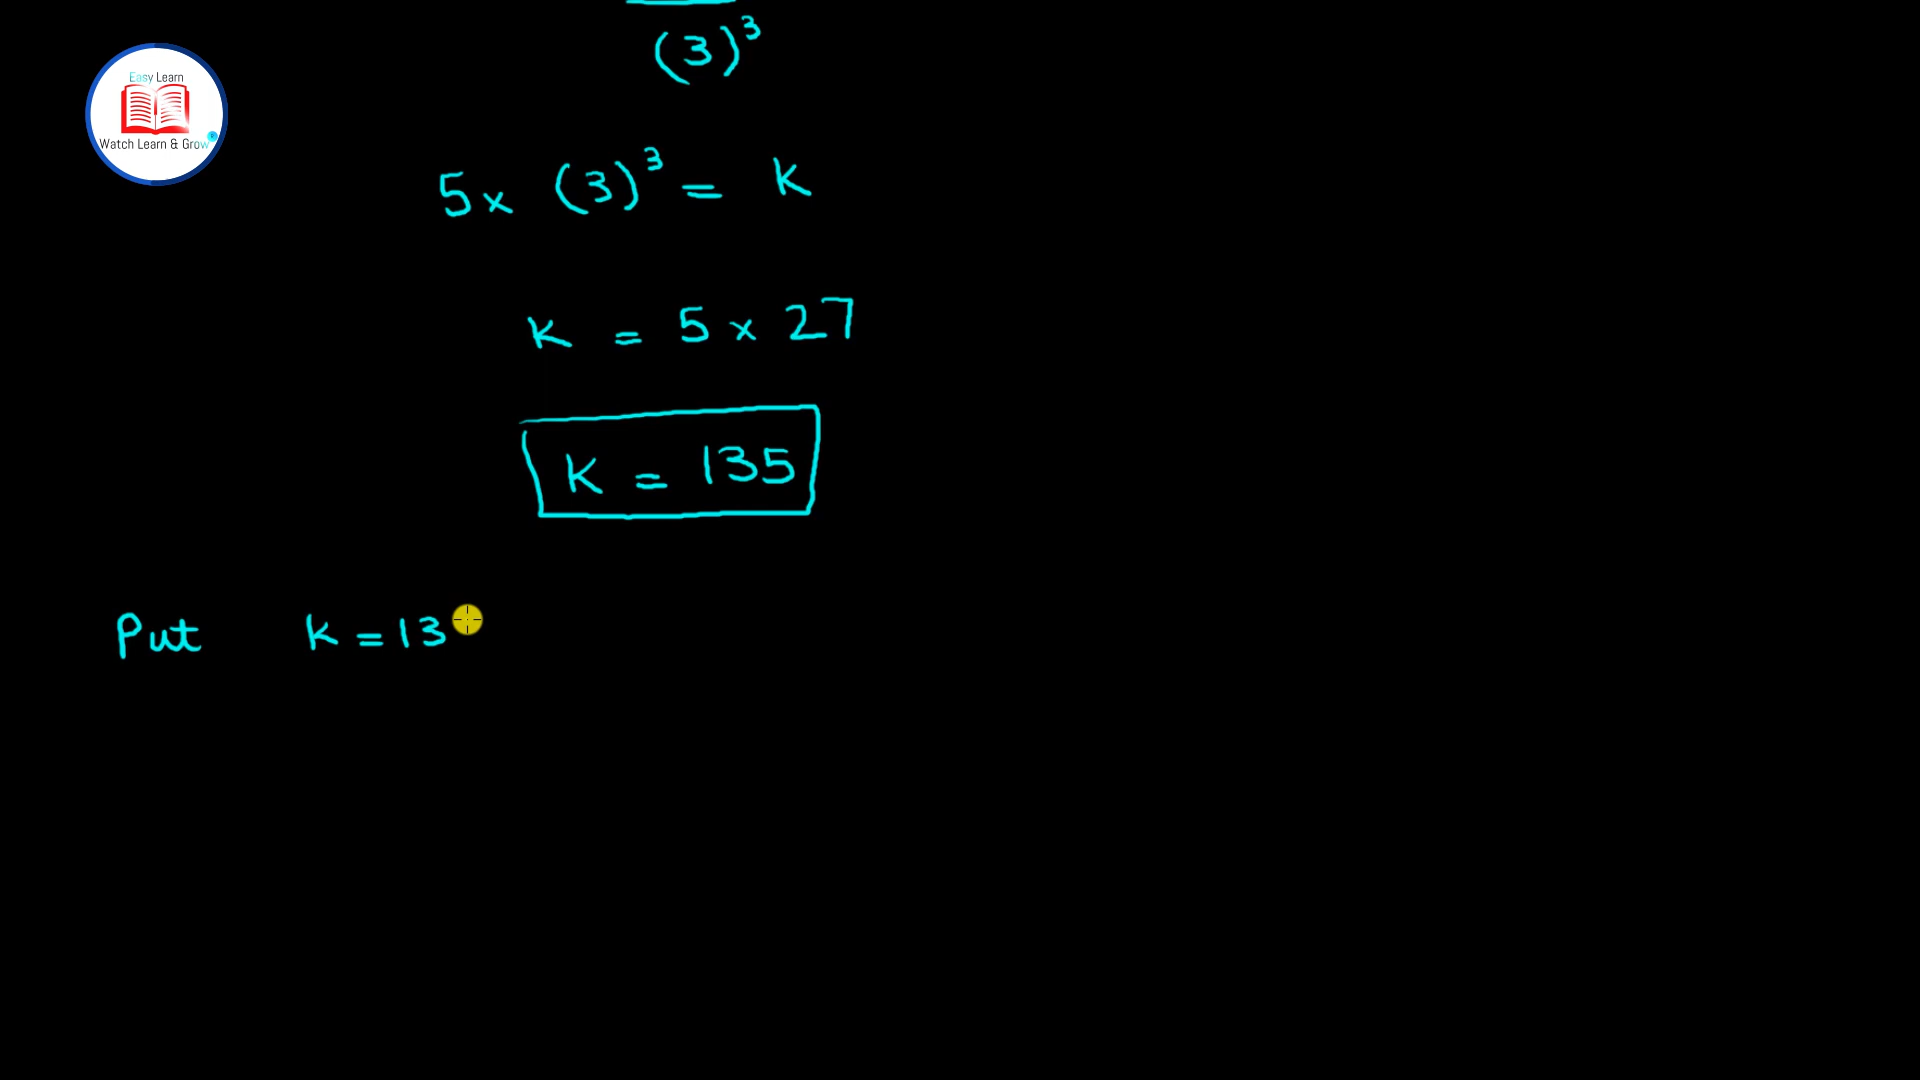 (3)³
Easy Learn
Watch Learn & Grow
5 x (3)³ = K
K = 5 x 27
K = 135
Put K = 13